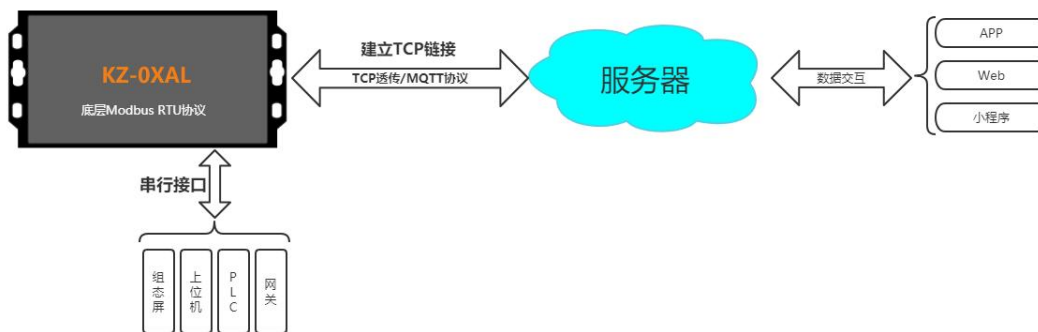 KZ-0XAL
底层Modbus RTU协议
建立TCP链接
TCP透传/MQTT协议
服务器
数据交互
APP
Web
小程序
串行接口
组态屏
上位机
PLC
网关